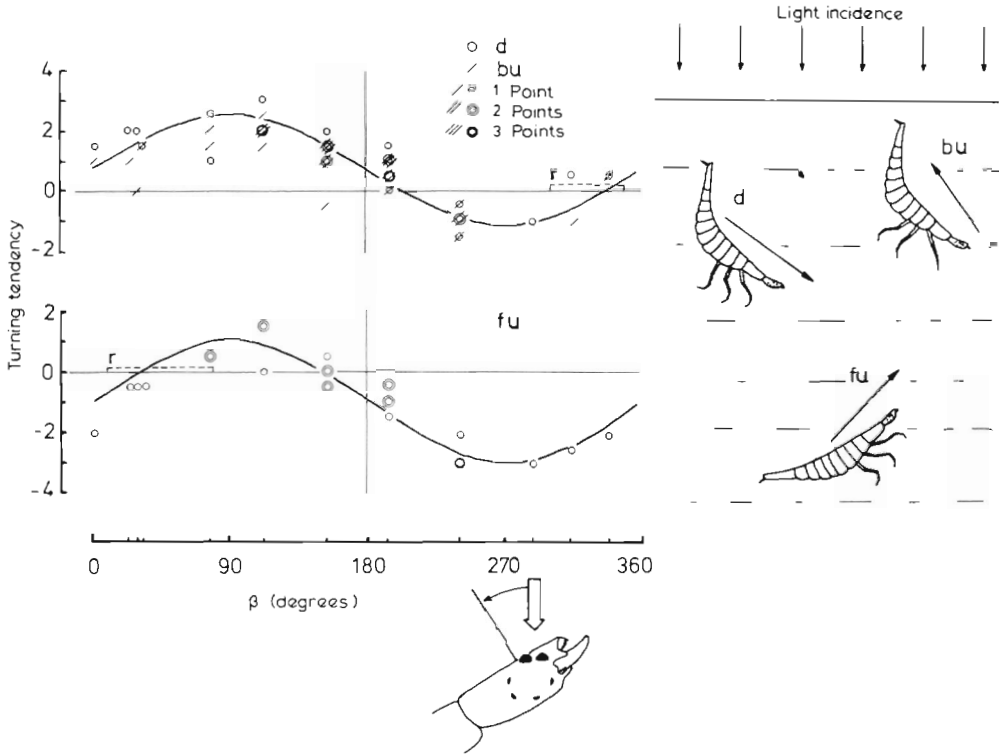 Light incidence
d
bu
1 Point
2 Points
3 Points
Turning tendency
4
2
0
-2
r
d
bu
2
0
-2
-4
r
fu
fu
0
90
180
270
360
β (degrees)